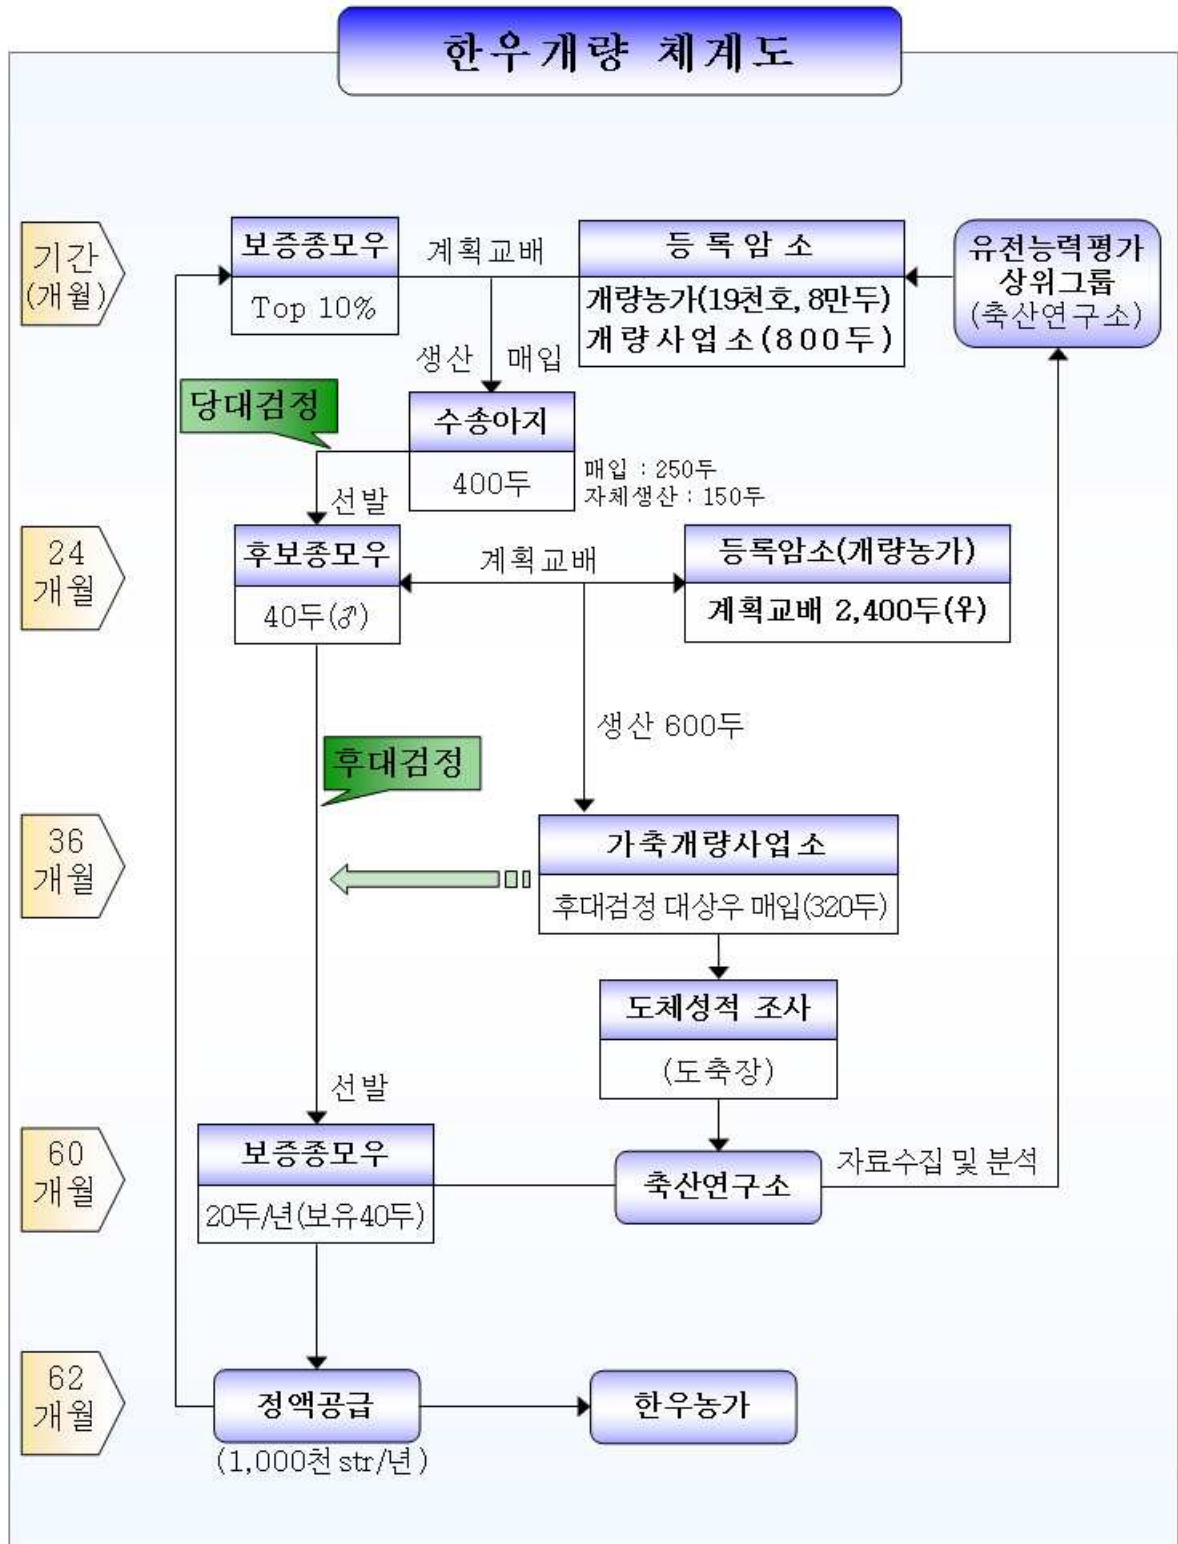 한우개량 체계도
기간
(개월)
보증종모우
Top 10%
계획교배
등록암소
개량농가(19천호, 8만두)
개량사업소(800두)
유전능력평가
상위그룹
(축산연구소)
생산 매입
당대검정
수송아지
400두
매입 : 250두
자체생산 : 150두
선발
24
개월
후보종모우
40두(♂)
계획교배
등록암소(개량농가)
계획교배 2,400두(우)
생산 600두
후대검정
36
개월
가축개량사업소
후대검정 대상우 매입(320두)
도체성적 조사
(도축장)
선발
60
개월
보증종모우
20두/년(보유40두)
축산연구소
자료수집 및 분석
62
개월
정액공급
(1,000천 str/년)
한우농가